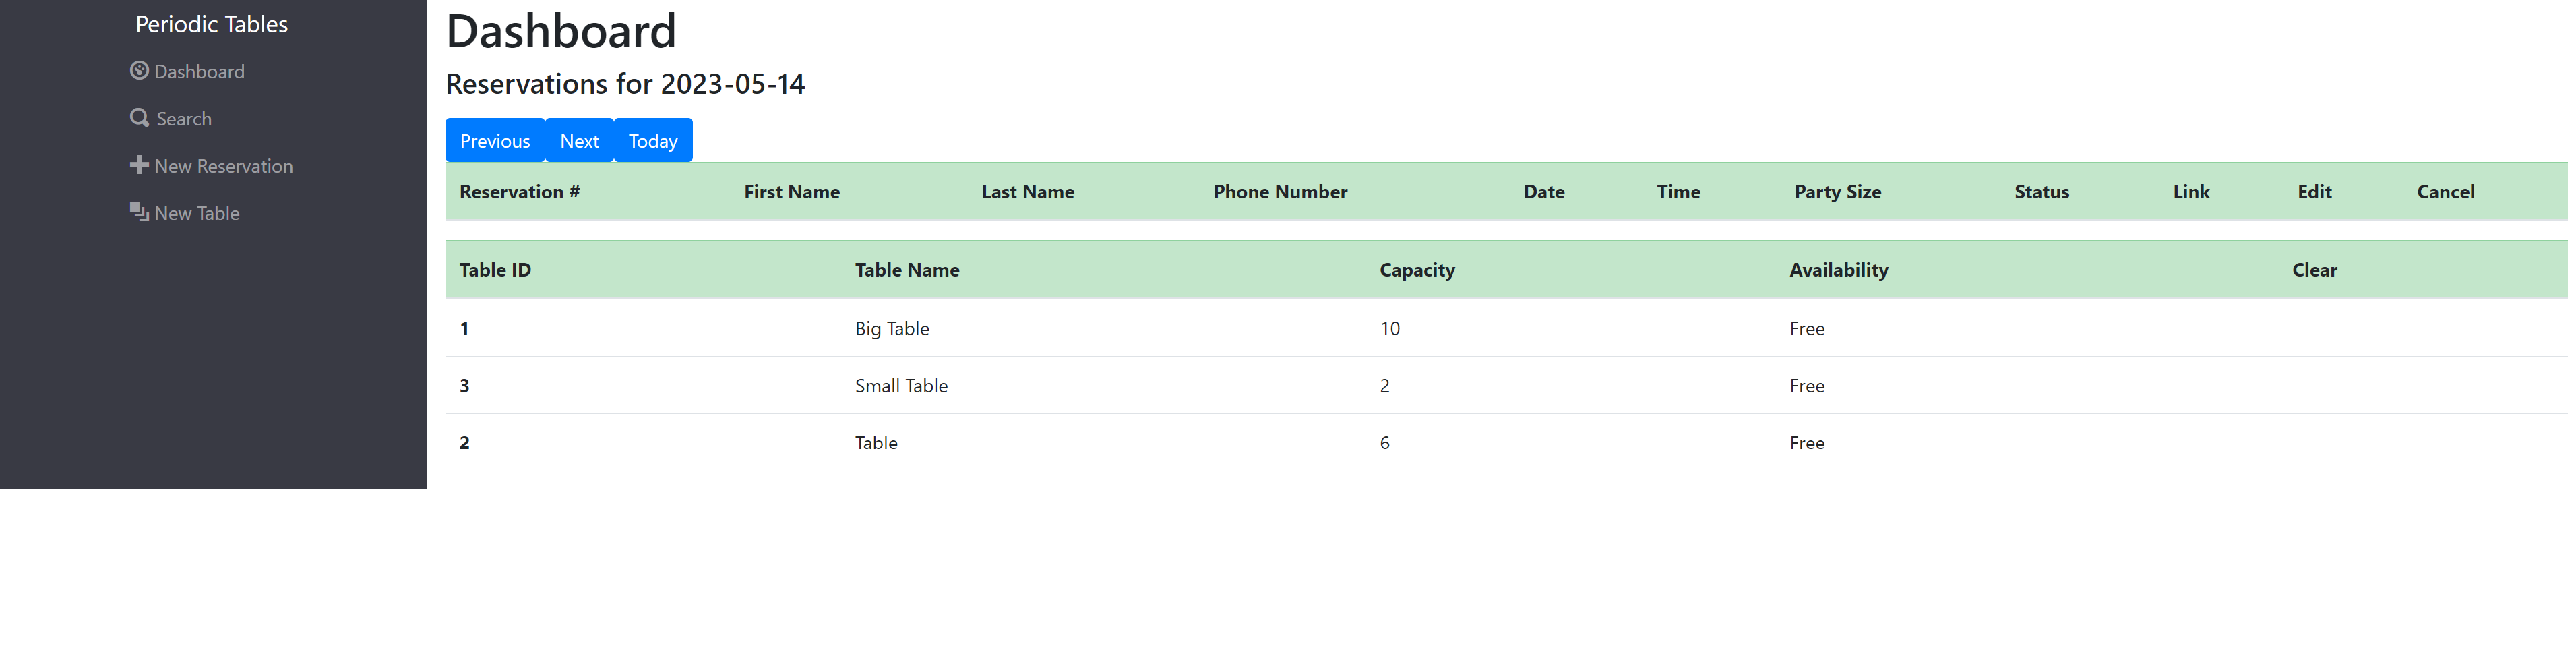 Periodic Tables
Dashboard
Search
New Reservation
New Table
Dashboard
Reservations for 2023-05-14
Previous Next Today
Reservation # First Name Last Name Phone Number Date Time Party Size Status Link Edit Cancel
Table ID Table Name Capacity Availability Clear
1 Big Table 10 Free
3 Small Table 2 Free
2 Table 6 Free